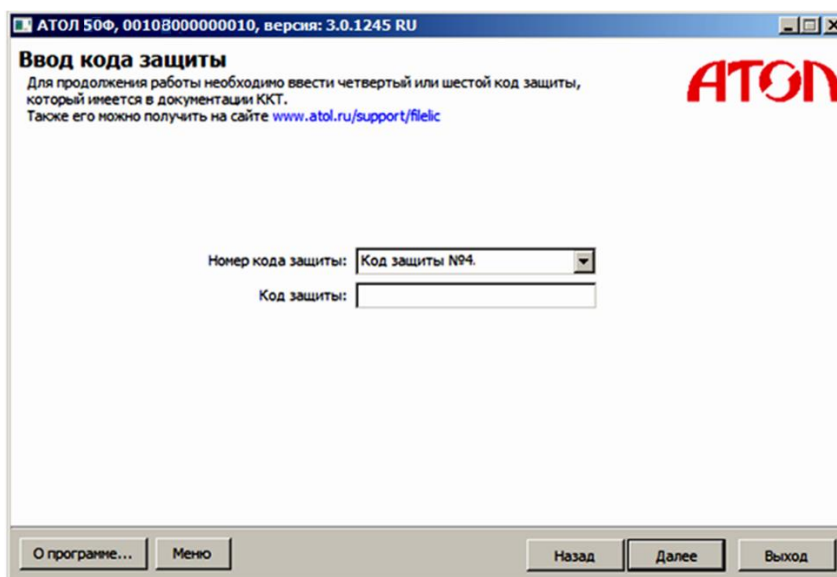 АТОЛ 50Ф, 00108000000010, версия: 3.0.1245 RU
Ввод кода защиты
Для продолжения работы необходимо ввести четвертый или шестой код защиты,
который имеется в документации ККТ.
Также его можно получить на сайте www.atol.ru/support/filelic
АТОЛ
Номер кода защиты: Код защиты №4.
Код защиты:
О программе... Меню Назад Далее Выход